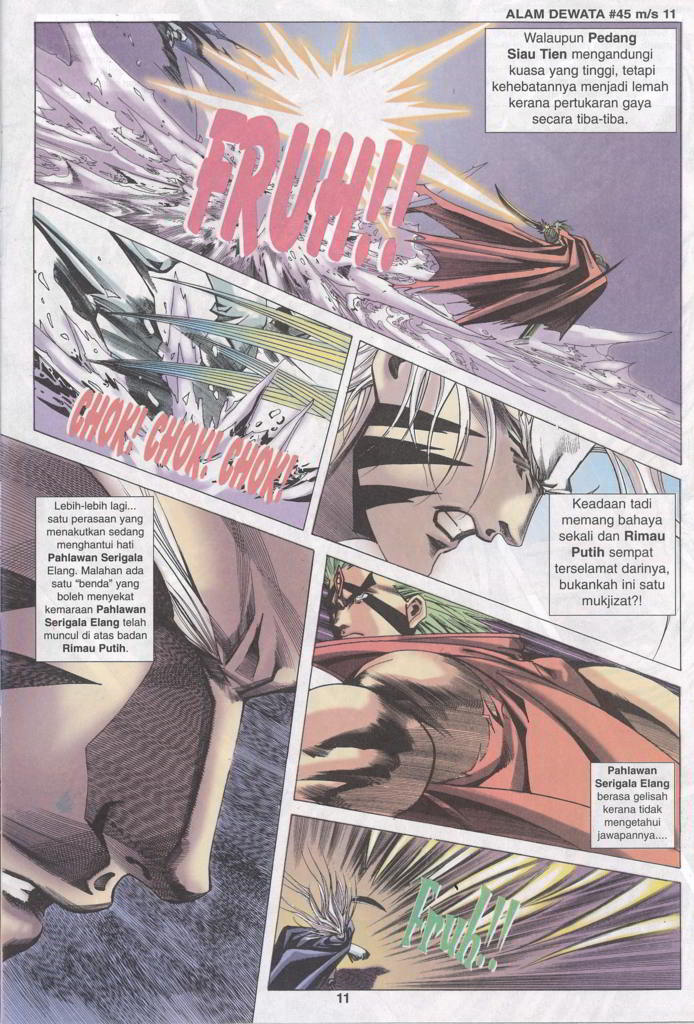 ALAM DEWATA #45 m/s 11
Walaupun Pedang
Siau Tien mengandungi
kuasa yang tinggi, tetapi
kehebatannya menjadi lemah
kerana pertukaran gaya
secara tiba-tiba.
FRUH!!
CHOK! CHOK! CHOK!
Keadaan tadi
memang bahaya
sekali dan Rimau
Putih sempat
terselamat darinya,
bukankah ini satu
mukjizat?!
Lebih-lebih lagi...
satu perasaan yang
menakutkan sedang
menghantui hati
Pahlawan Serigala
Elang. Malahan ada
satu "benda" yang
boleh menyekat
kemaraan Pahlawan
Serigala Elang telah
muncul di atas badan
Rimau Putih.
Pahlawan
Serigala Elang
berasa gelisah
kerana tidak
mengetahui
jawapannya....
Fruh!!
11